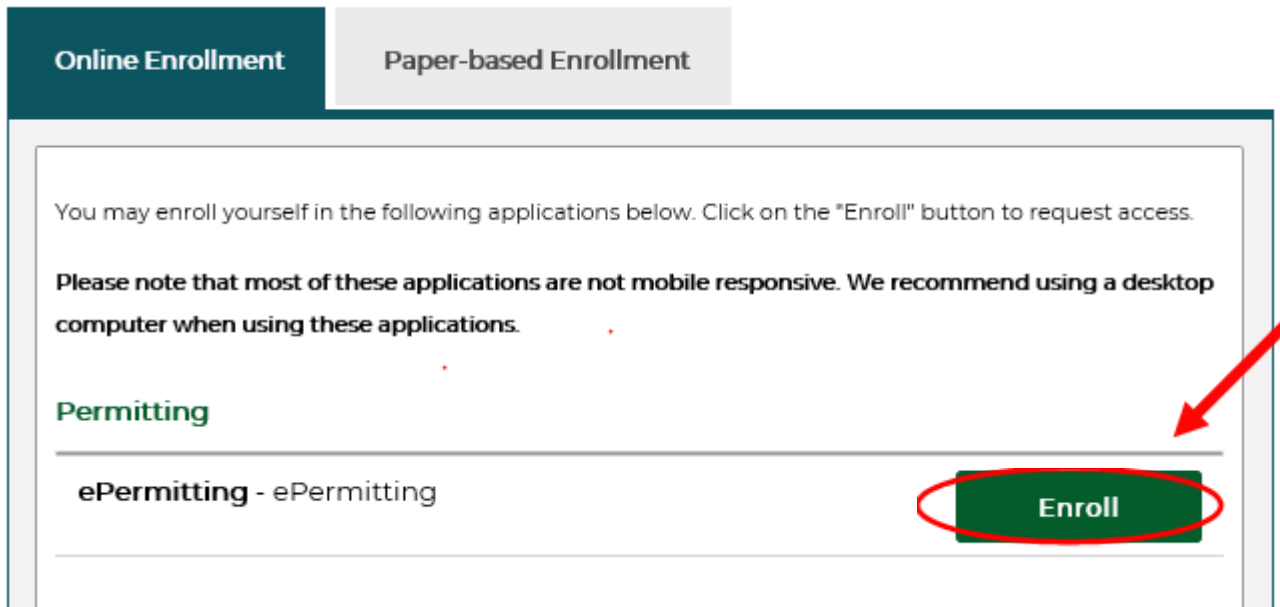 Online Enrollment
Paper-based Enrollment
You may enroll yourself in the following applications below. Click on the "Enroll" button to request access.
Please note that most of these applications are not mobile responsive. We recommend using a desktop
computer when using these applications.
Permitting
ePermitting - ePermitting
Enroll